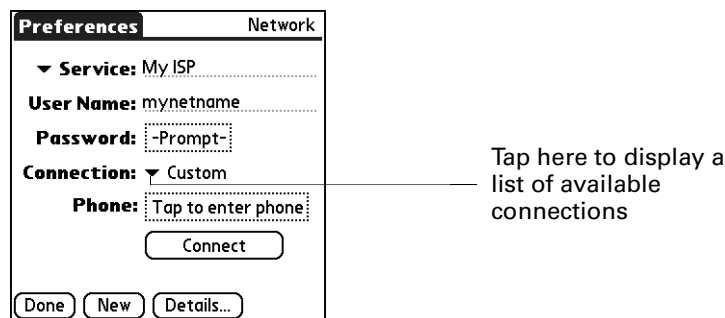 Preferences Network
Service: My ISP
User Name: mynetname
Password: -Prompt-
Connection: Custom
Phone: Tap to enter phone
Connect
Done New Details...
Tap here to display a
list of available
connections